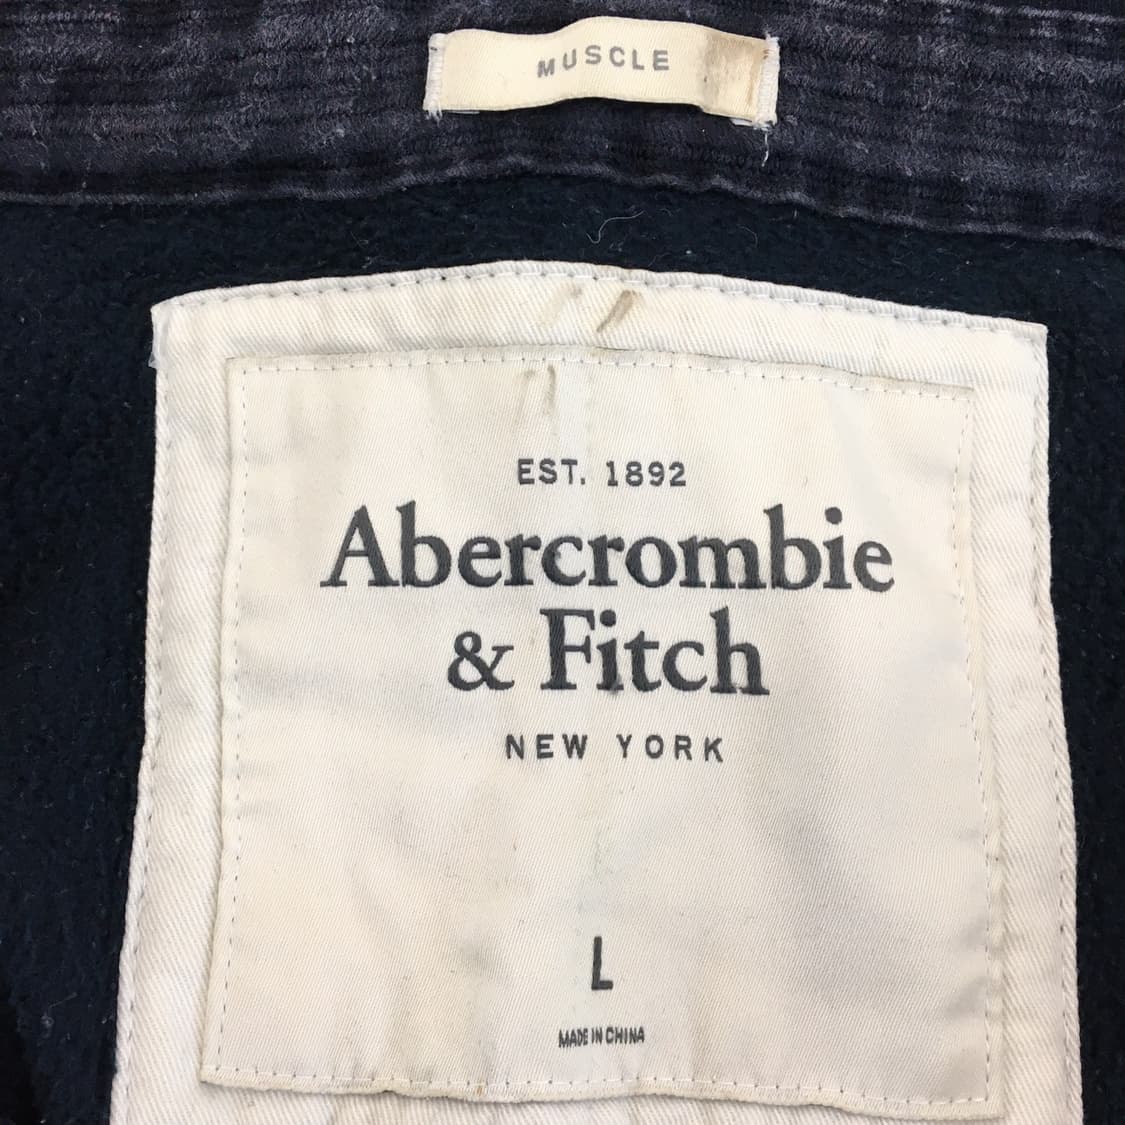 MUSCLE
EST. 1892
Abercrombie
& Fitch
NEW YORK
L
MADE IN CHINA